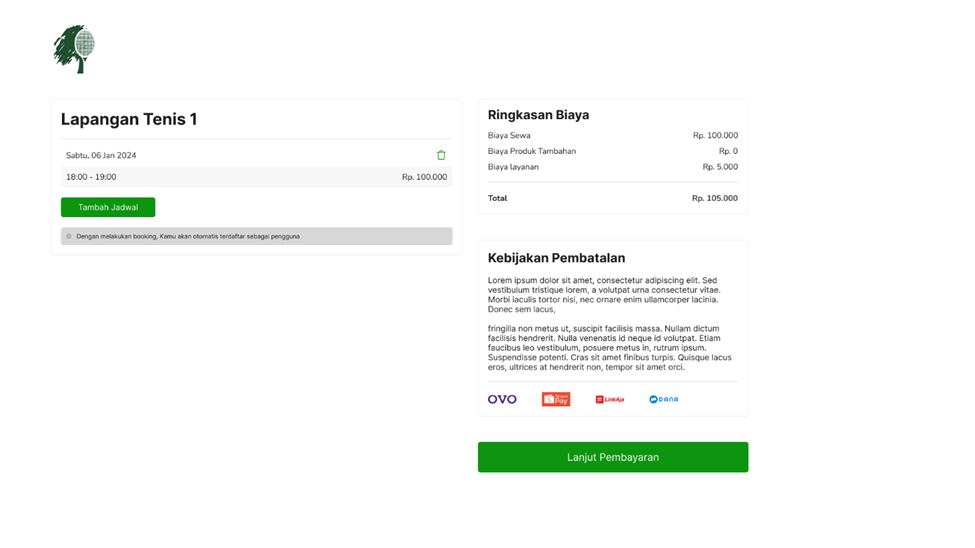 Lapangan Tenis 1
Sabtu, 06 Jan 2024
18:00 - 19:00 Rp. 100.000
Tambah Jadwal
Dengan melakukan booking, Kamu akan otomatis terdaftar sebagai pengguna
Ringkasan Biaya
Biaya Sewa Rp. 100.000
Biaya Produk Tambahan Rp. 0
Biaya layanan Rp. 5.000
Total Rp. 105.000
Kebijakan Pembatalan
Lorem ipsum dolor sit amet, consectetur adipiscing elit. Sed
vestibulum tristique lorem, a volutpat urna consectetur vitae.
Morbi iaculis tortor nisi, nec ornare enim ullamcorper lacinia.
Donec sem lacus,
fringilla non metus ut, suscipit facilisis massa. Nullam dictum
facilisis hendrerit. Nulla venenatis id neque id volutpat. Etiam
faucibus leo vestibulum, posuere metus in, rutrum ipsum.
Suspendisse potenti. Cras sit amet finibus turpis. Quisque lacus
eros, ultrices at hendrerit non, tempor sit amet orci.
OVO Pay LinkAja DANA
Lanjut Pembayaran